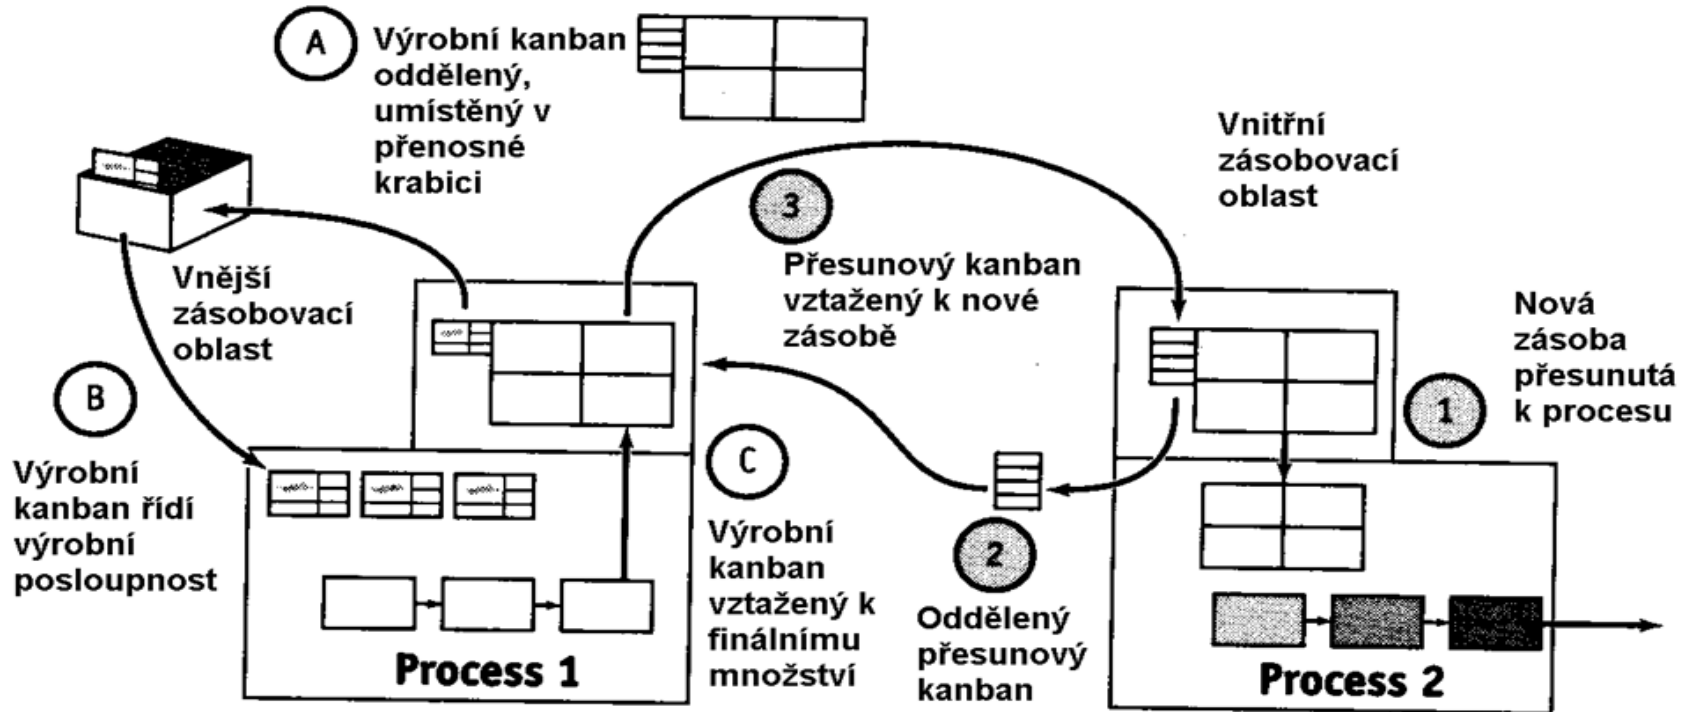 A
Výrobní kanban
oddělený,
umístěný v
přenosné
krabici
Vnitřní
zásobovací
oblast
3
Přesunový kanban
vztažený k nové
zásobě
Vnější
zásobovací
oblast
Nová
zásoba
přesunutá
k procesu
1
B
Výrobní
kanban řídí
výrobní
posloupnost
C
Výrobní
kanban
vztažený k
finálnímu
množství
2
Oddělený
přesunový
kanban
Process 1
Process 2